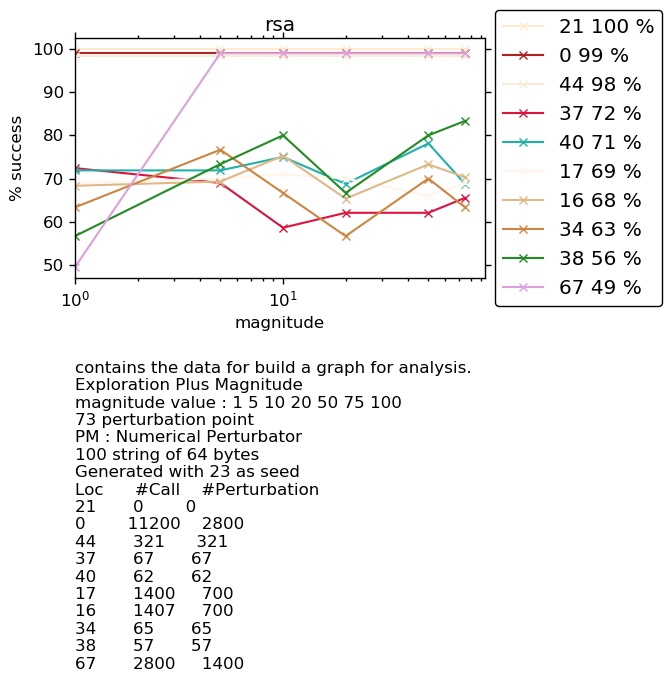 rsa
100
90
80
70
60
50
% success
10^0
10^1
magnitude
21 100 %
0 99 %
44 98 %
37 72 %
40 71 %
17 69 %
16 68 %
34 63 %
38 56 %
67 49 %
contains the data for build a graph for analysis.
Exploration Plus Magnitude
magnitude value : 1 5 10 20 50 75 100
73 perturbation point
PM : Numerical Perturbator
100 string of 64 bytes
Generated with 23 as seed
Loc #Call #Perturbation
21 0 0
0 11200 2800
44 321 321
37 67 67
40 62 62
17 1400 700
16 1407 700
34 65 65
38 57 57
67 2800 1400